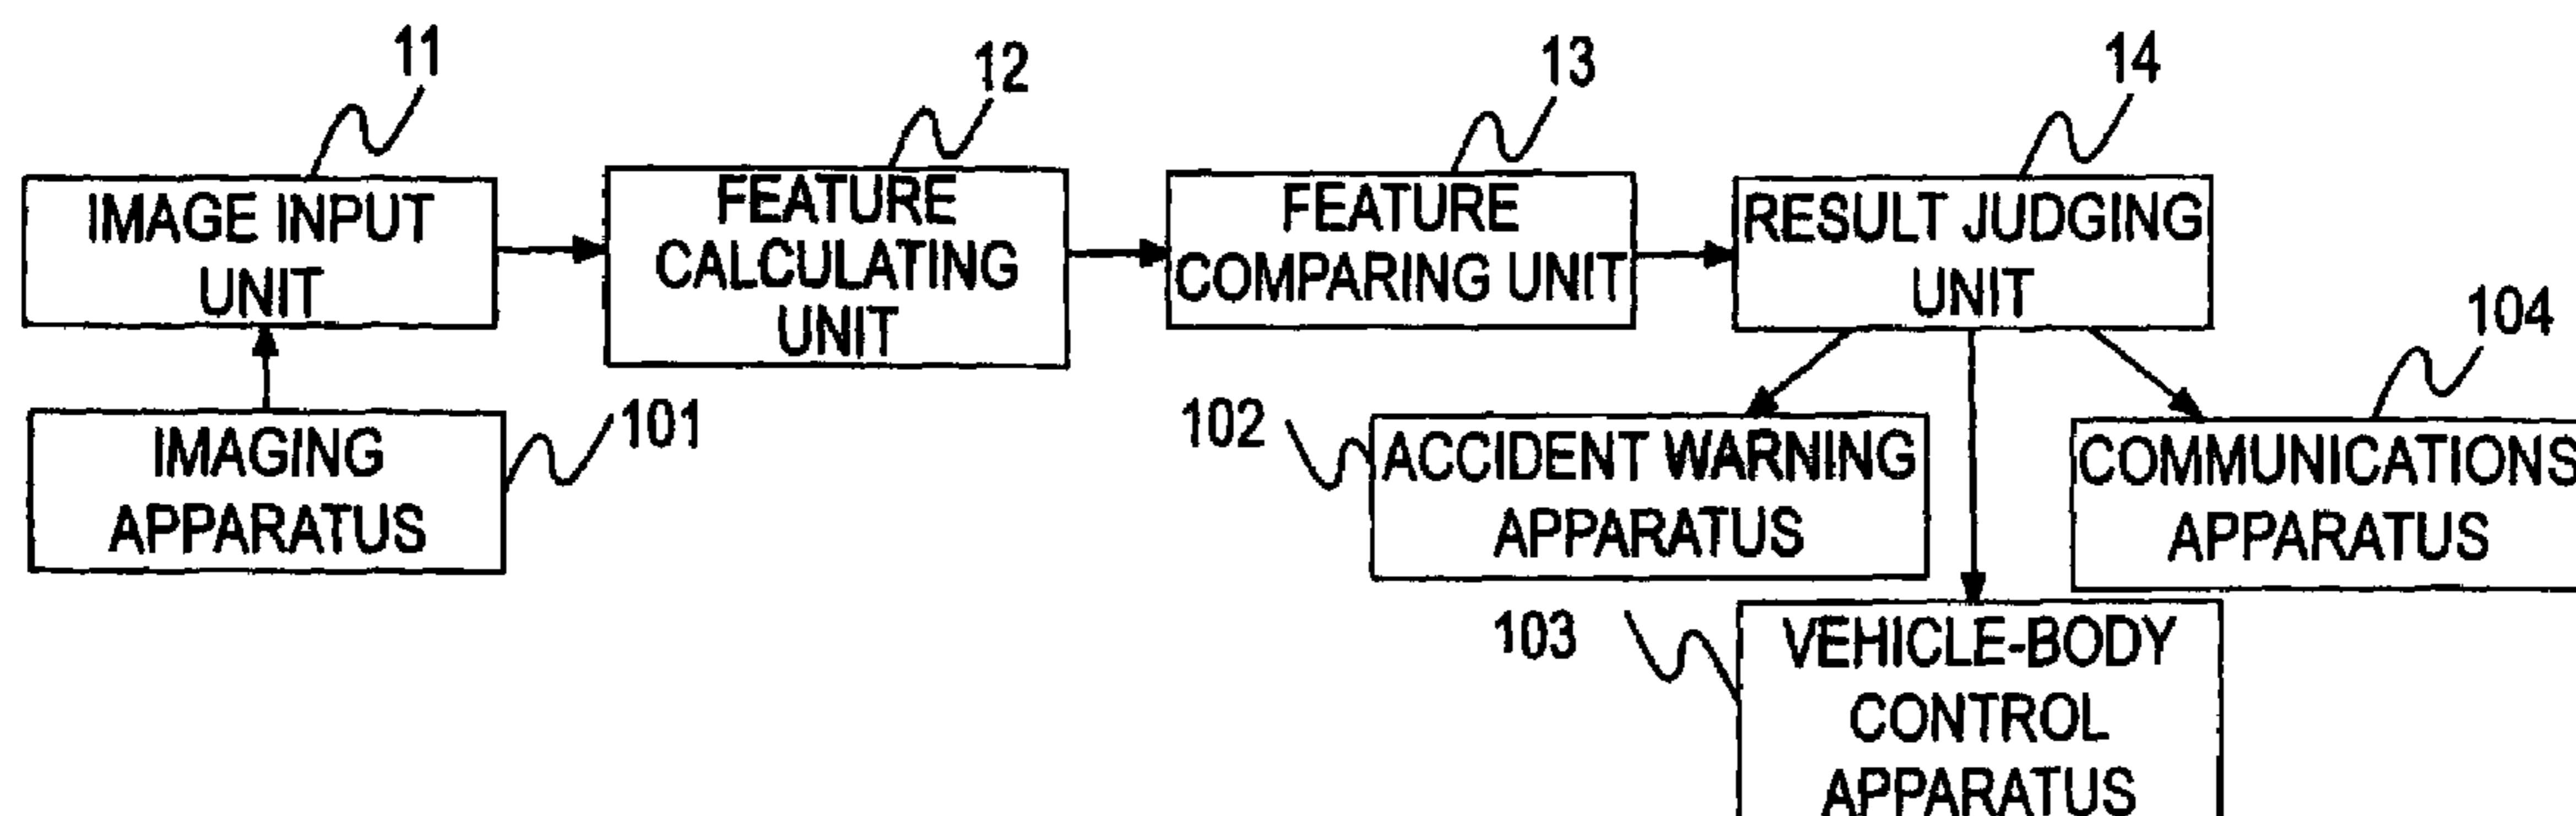 11
12
13
14
IMAGE INPUT
UNIT
FEATURE
CALCULATING
UNIT
FEATURE
COMPARING UNIT
RESULT JUDGING
UNIT
104
IMAGING
APPARATUS
101
102
ACCIDENT WARNING
APPARATUS
COMMUNICATIONS
APPARATUS
103
VEHICLE-BODY
CONTROL
APPARATUS